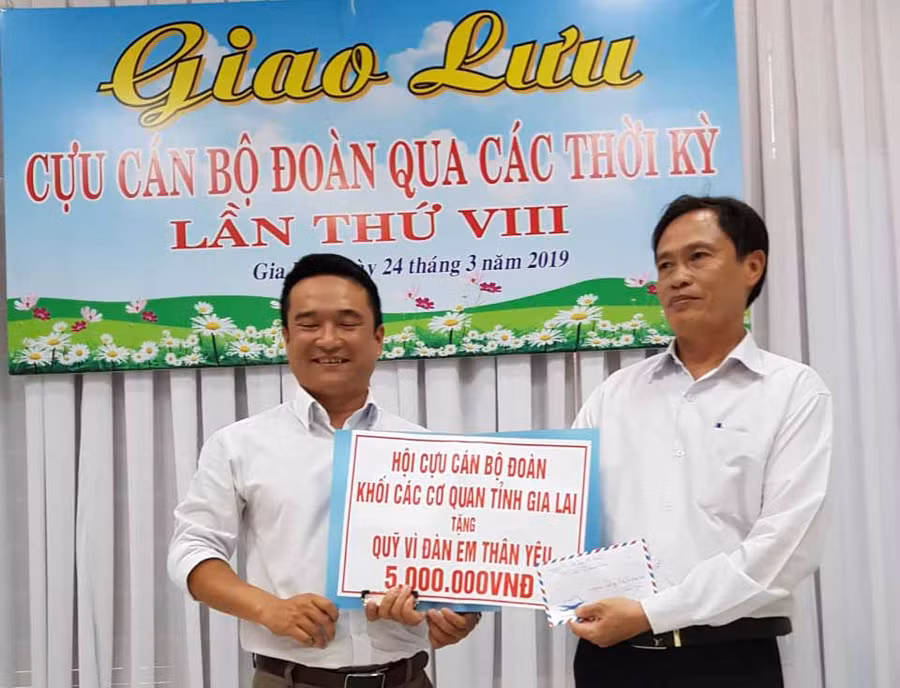 Giao Lưu
CỰU CÁN BỘ ĐOÀN QUA CÁC THỜI KỲ
LẦN THỨ VIII
Gia 24 tháng 3 năm 2019
HỘI CỰU CÁN BỘ ĐOÀN
KHỐI CÁC CƠ QUAN TỈNH GIA LAI
TẶNG
QUỸ VÌ ĐÀN EM THÂN YÊU
5.000.000VNĐ